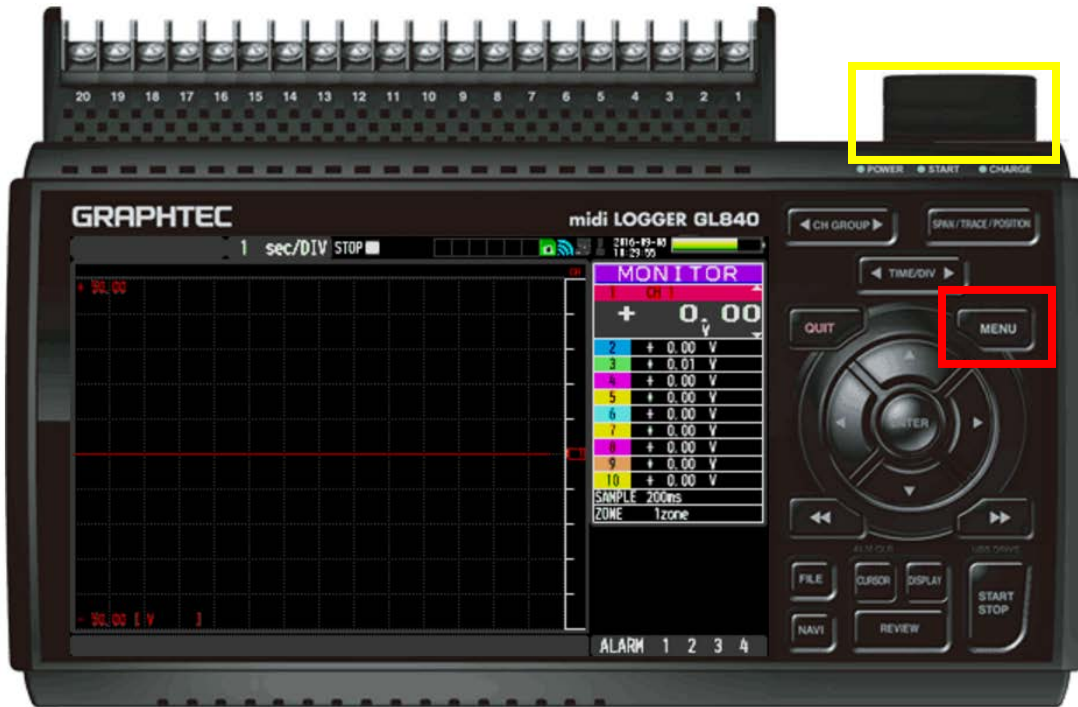 20 19 18 17 16 15 14 13 12 11 10 9 8 7 6 5 4 3 2 1
POWER START CHARGE
GRAPHTEC
midi LOGGER GL840
CH GROUP
SPAN/TRACE/POSITION
1 sec/DIV STOP
TIME/DIV
MONITOR
1 CH 1
+ 0.00
V
+ 50.00
QUIT
MENU
2 + 0.00 V
3 + 0.01 V
4 + 0.00 V
5 + 0.00 V
6 + 0.00 V
7 + 0.00 V
8 + 0.00 V
9 + 0.00 V
10 + 0.00 V
SAMPLE 200ms
ZONE 1zone
ENTER
ALM CLR
USB DRIVE
FILE
CURSOR
DISPLAY
START
STOP
NAVI
REVIEW
- 50.00 [ V ]
ALARM 1 2 3 4